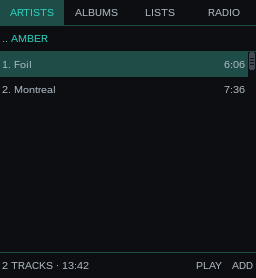 ARTISTS ALBUMS LISTS RADIO
.. AMBER
1. Foil 6:06
2. Montreal 7:36
2 TRACKS · 13:42 PLAY ADD